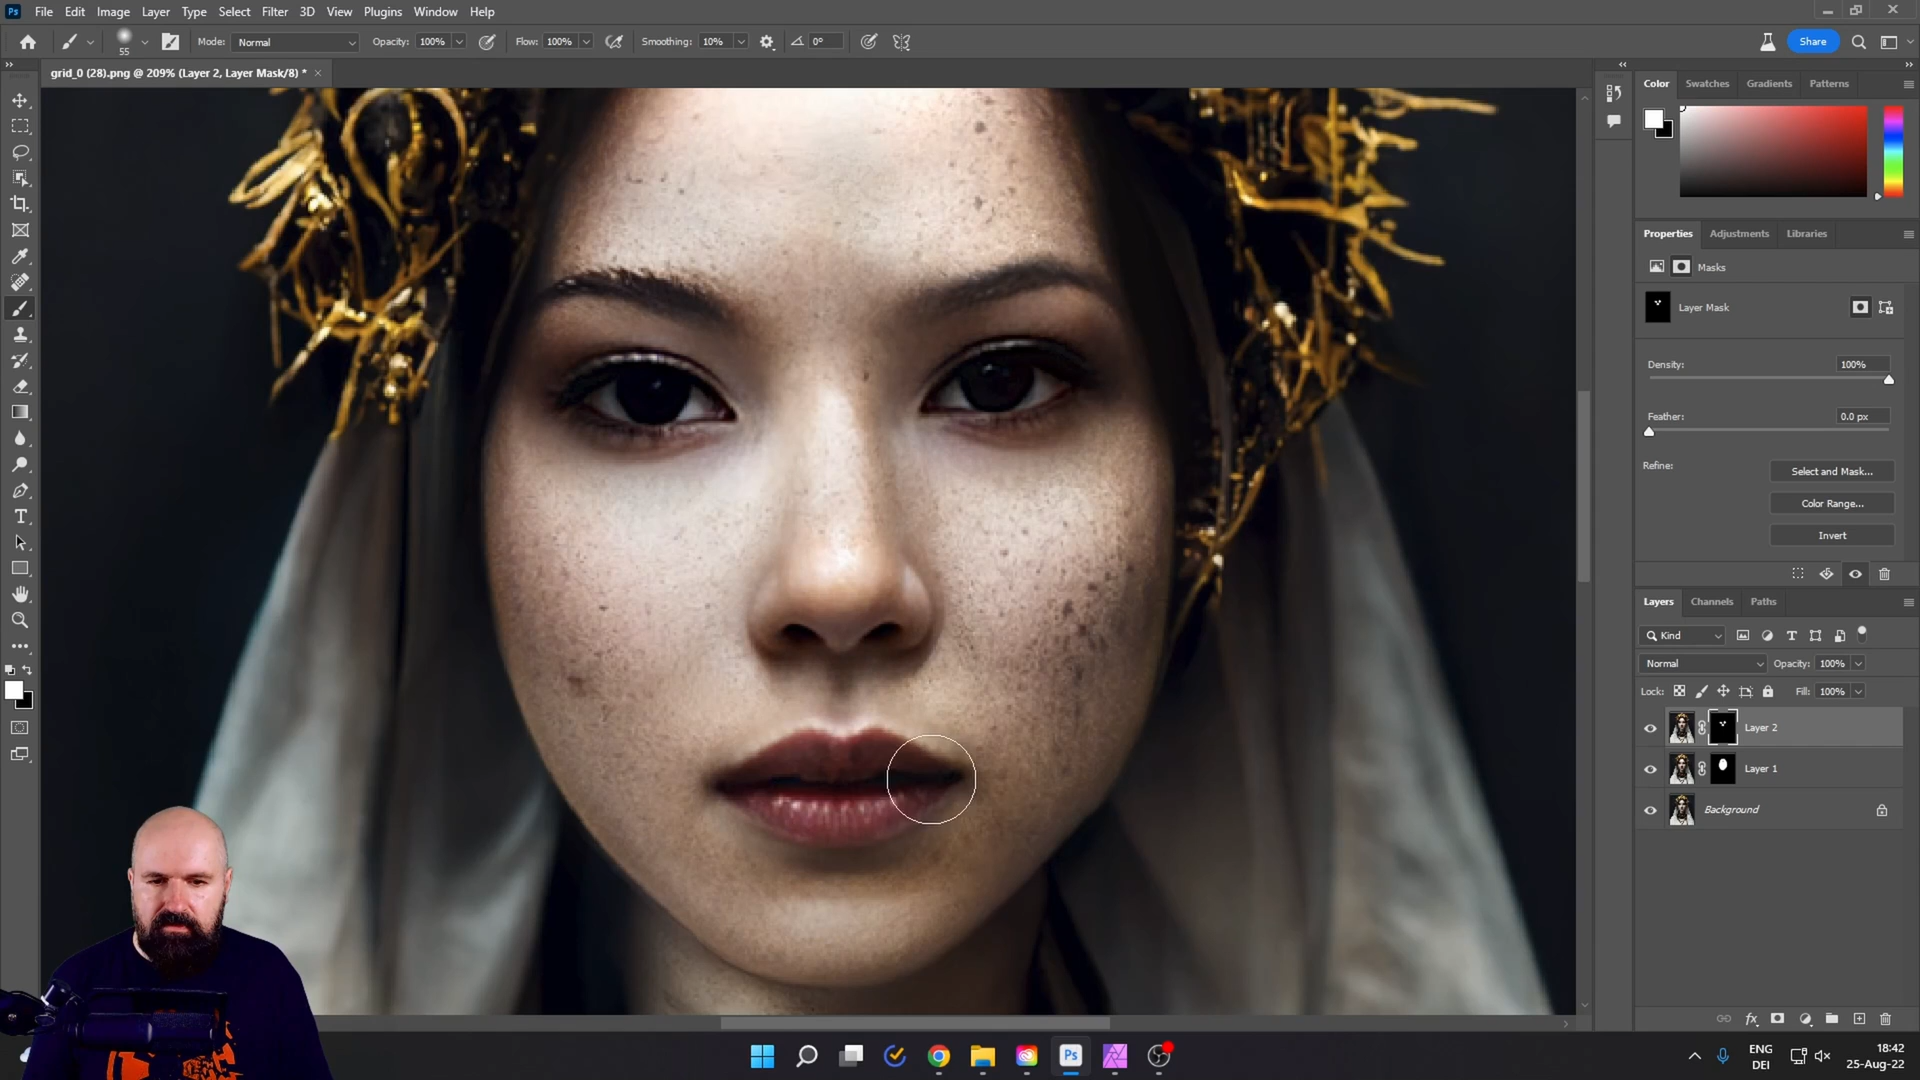 Ps File Edit Image Layer Type Select Filter 3D View Plugins Window Help
55 Mode: Normal Opacity: 100% Flow: 100% Smoothing: 10% 0° Share
grid_0 (28).png @ 209% (Layer 2, Layer Mask/8) * ×
Color Swatches Gradients Patterns
Properties Adjustments Libraries
Masks
Layer Mask
Density: 100%
Feather: 0.0 px
Refine: Select and Mask...
Color Range...
Invert
Layers Channels Paths
Kind
Normal Opacity: 100%
Lock: Fill: 100%
Layer 2
Layer 1
Background
fx
Ps
ENG
DEI
18:42
25-Aug-22